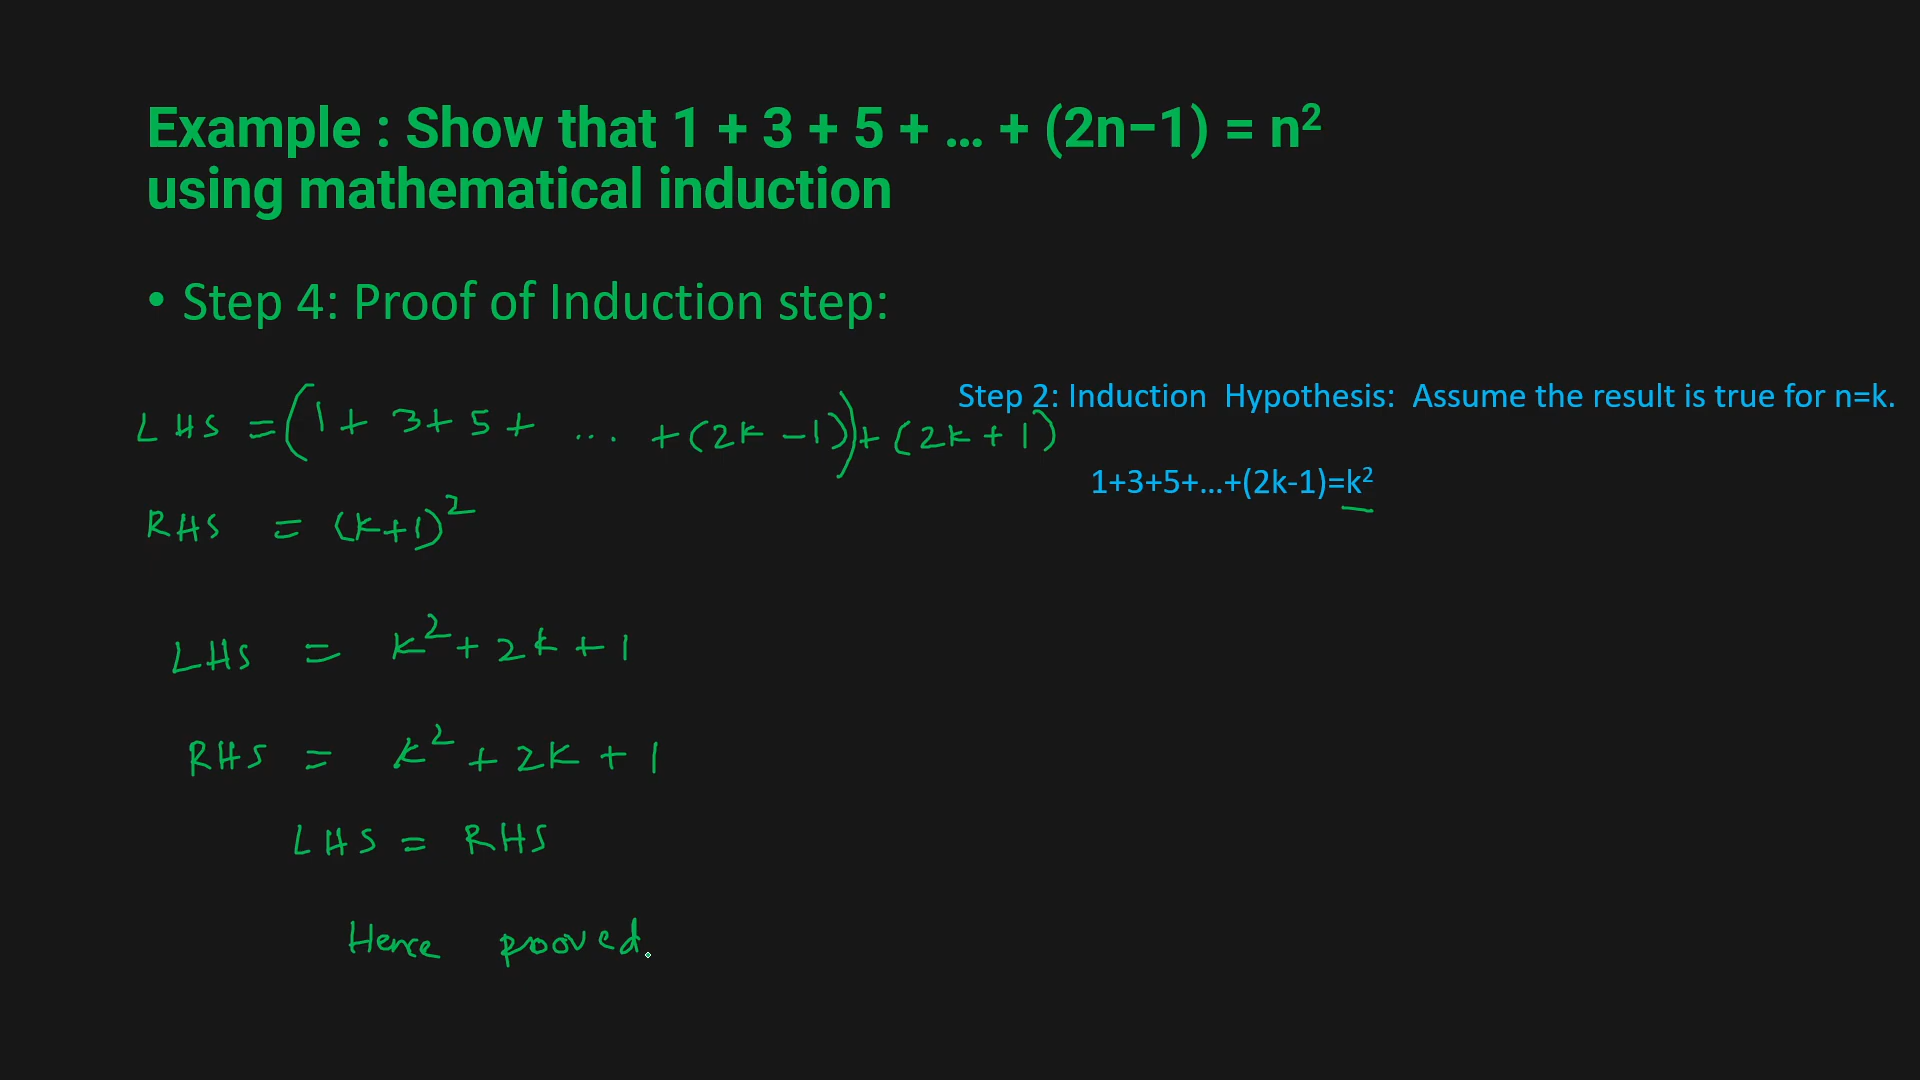 Example : Show that 1 + 3 + 5 + … + (2n−1) = n²
using mathematical induction
• Step 4: Proof of Induction step:
LHS = (1 + 3 + 5 + ... + (2k - 1)) + (2k + 1)
Step 2: Induction Hypothesis: Assume the result is true for n=k.
1+3+5+…+(2k-1)=k²
RHS = (k+1)²
LHS = k² + 2k + 1
RHS = k² + 2k + 1
LHS = RHS
Hence prooved.